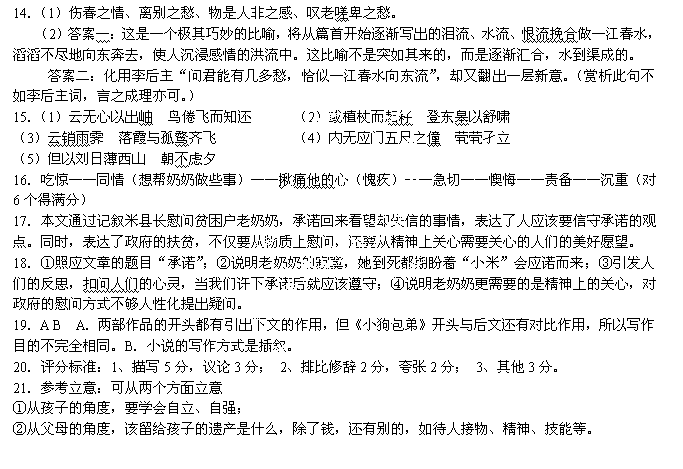 14.（1）伤春之情、离别之愁、物是人非之感、叹老嗟卑之愁。
（2）答案一：这是一个极其巧妙的比喻，将从篇首开始逐渐写出的泪流、水流、恨流挽合做一江春水，
滔滔不尽地向东奔去，使人沉浸感情的洪流中。这比喻不是突如其来的，而是逐渐汇合，水到渠成的。
答案二：化用李后主“问君能有几多愁，恰似一江春水向东流”，却又翻出一层新意。（赏析此句不
如李后主词，言之成理亦可。）
15.（1）云无心以出岫 鸟倦飞而知还 （2）或植杖而耘耔 登东皋以舒啸
（3）云销雨霁 落霞与孤鹜齐飞 （4）内无应门五尺之僮 茕茕孑立
（5）但以刘日薄西山 朝不虑夕
16. 吃惊——同情（想帮奶奶做些事）——揪痛他的心（愧疚）——急切——懊悔——责备——沉重（对
6 个得满分）
17. 本文通过记叙米县长慰问贫困户老奶奶，承诺回来看望却失信的事情，表达了人应该要信守承诺的观
点。同时，表达了政府的扶贫，不仅要从物质上慰问，还要从精神上关心需要关心的人们的美好愿望。
18. ①照应文章的题目“承诺”；②说明老奶奶的寂寞，她到死都期盼着“小米”会应诺而来；③引发人
们的反思，扣问人们的心灵，当我们许下承诺后就应该遵守；④说明老奶奶更需要的是精神上的关心，对
政府的慰问方式不够人性化提出疑问。
19. A B A. 两部作品的开头都有引出下文的作用，但《小狗包弟》开头与后文还有对比作用，所以写作
目的不完全相同。B. 小说的写作方式是插叙。
20. 评分标准：1、描写 5 分，议论 3 分； 2、排比修辞 2 分，夸张 2 分； 3、其他 3 分。
21. 参考立意：可从两个方面立意
①从孩子的角度，要学会自立、自强；
②从父母的角度，该留给孩子的遗产是什么，除了钱，还有别的，如待人接物、精神、技能等。